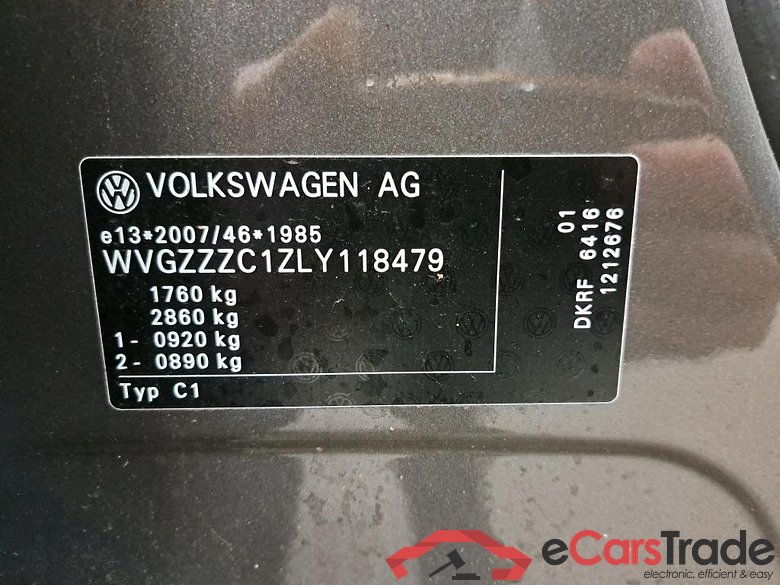 VOLKSWAGEN AG
e13*2007/46*1985
WVGZZZC1ZLY118479
1760 kg
2860 kg
1- 0920 kg
2- 0890 kg
Typ C1
01
DKRF 6416
1212676
eCarsTrade
electronic, efficient & easy